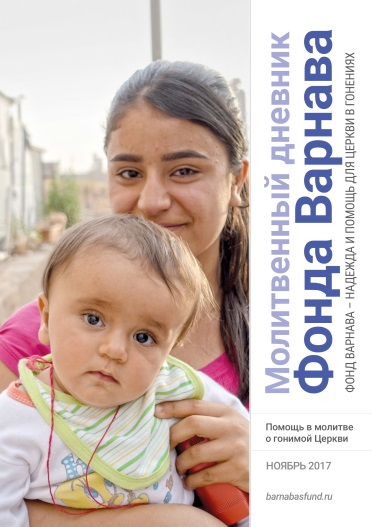 Молитвенный дневник
Фонда Варнава
ФОНД ВАРНАВА – НАДЕЖДА И ПОМОЩЬ ДЛЯ ЦЕРКВИ В ГОНЕНИЯХ
Помощь в молитве
о гонимой Церкви
НОЯБРЬ 2017
barnabasfund.ru